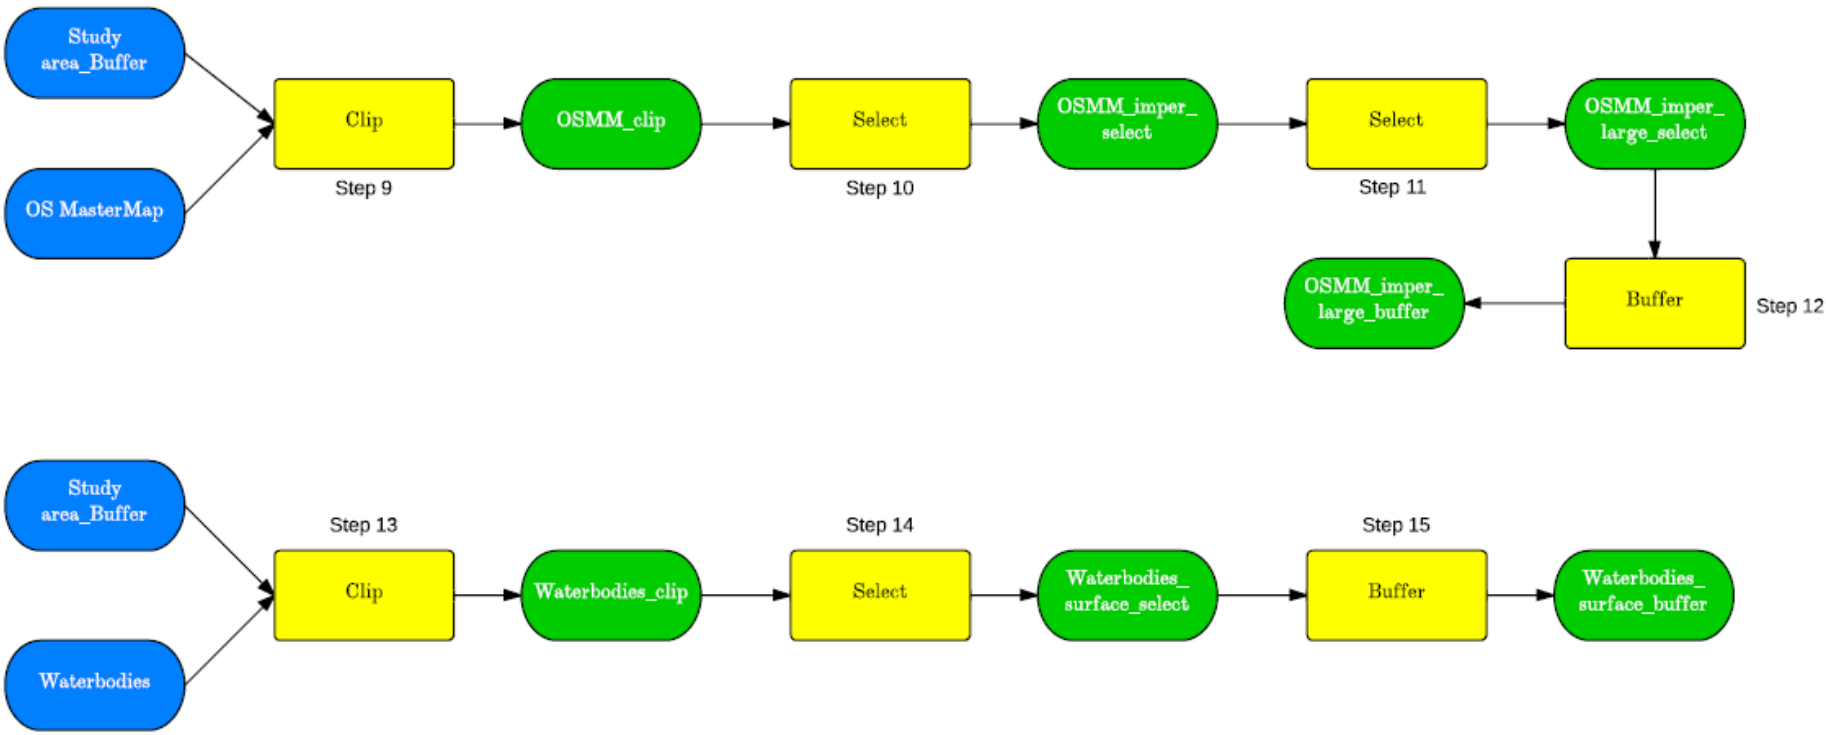 Study
area_Buffer
OS MasterMap
Clip
Step 9
OSMM_clip
Select
Step 10
OSMM_imper_
select
Select
Step 11
OSMM_imper_
large_select
Buffer
Step 12
OSMM_imper_
large_buffer
Study
area_Buffer
Waterbodies
Step 13
Clip
Waterbodies_clip
Step 14
Select
Waterbodies_
surface_select
Step 15
Buffer
Waterbodies_
surface_buffer